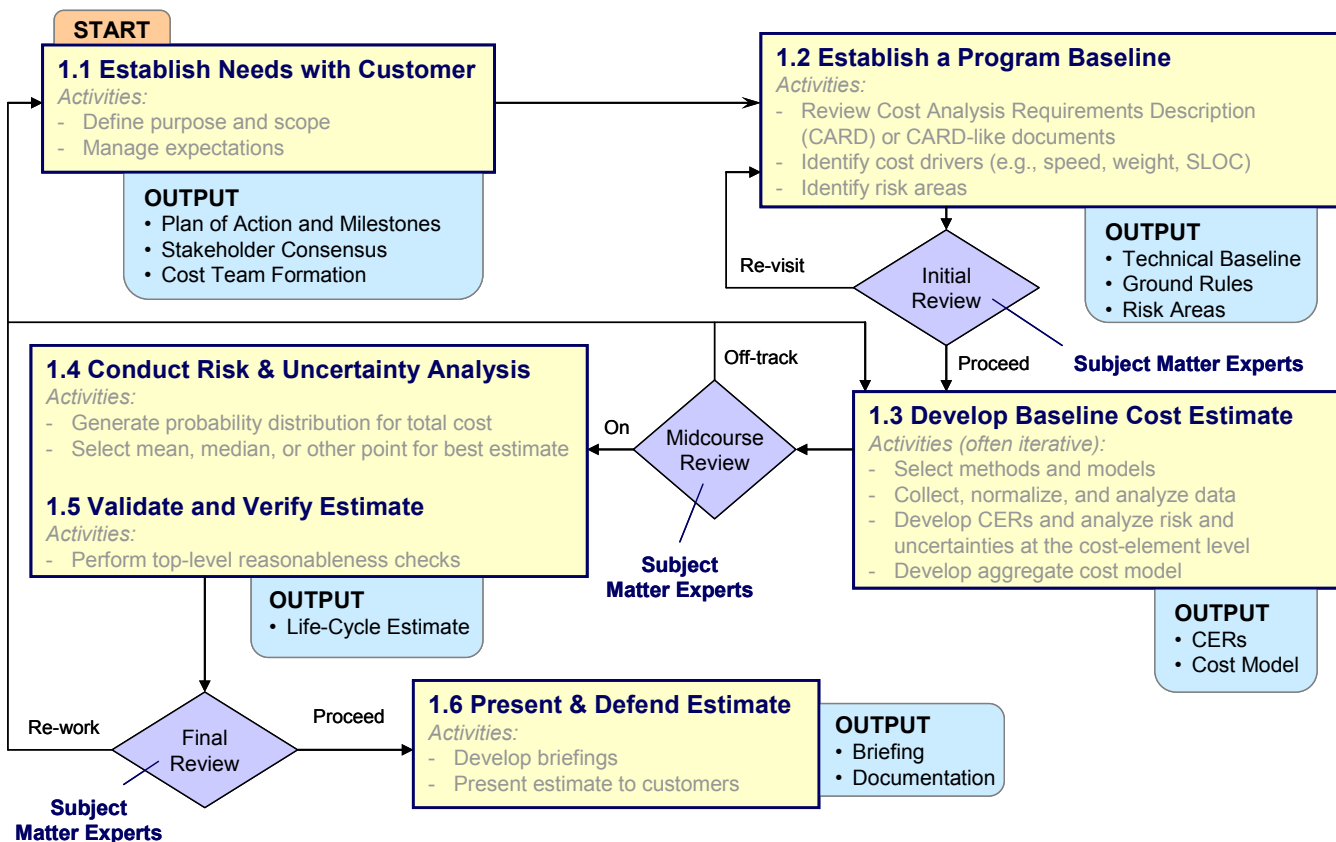 START
1.1 Establish Needs with Customer
Activities:
- Define purpose and scope
- Manage expectations
OUTPUT
• Plan of Action and Milestones
• Stakeholder Consensus
• Cost Team Formation
1.2 Establish a Program Baseline
Activities:
- Review Cost Analysis Requirements Description
(CARD) or CARD-like documents
- Identify cost drivers (e.g., speed, weight, SLOC)
- Identify risk areas
OUTPUT
• Technical Baseline
• Ground Rules
• Risk Areas
Re-visit
Initial
Review
Subject Matter Experts
Proceed
1.3 Develop Baseline Cost Estimate
Activities (often iterative):
- Select methods and models
- Collect, normalize, and analyze data
- Develop CERs and analyze risk and
uncertainties at the cost-element level
- Develop aggregate cost model
OUTPUT
• CERs
• Cost Model
Off-track
Midcourse
Review
On
Subject
Matter Experts
1.4 Conduct Risk & Uncertainty Analysis
Activities:
- Generate probability distribution for total cost
- Select mean, median, or other point for best estimate
1.5 Validate and Verify Estimate
Activities:
- Perform top-level reasonableness checks
OUTPUT
• Life-Cycle Estimate
Re-work
Final
Review
Proceed
Subject
Matter Experts
1.6 Present & Defend Estimate
Activities:
- Develop briefings
- Present estimate to customers
OUTPUT
• Briefing
• Documentation